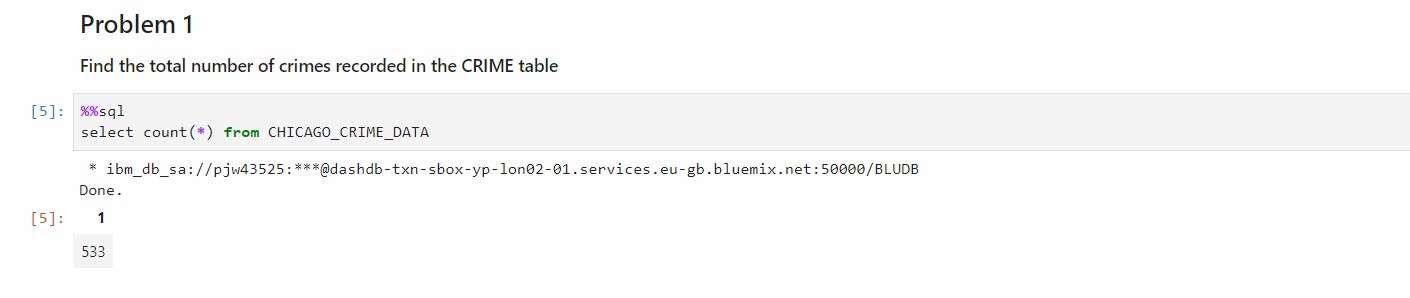 Problem 1
Find the total number of crimes recorded in the CRIME table
[5]: %%sql
select count(*) from CHICAGO_CRIME_DATA
* ibm_db_sa://pjw43525:***@dashdb-txn-sbox-yp-lon02-01.services.eu-gb.bluemix.net:50000/BLUDB
Done.
[5]: 1
533